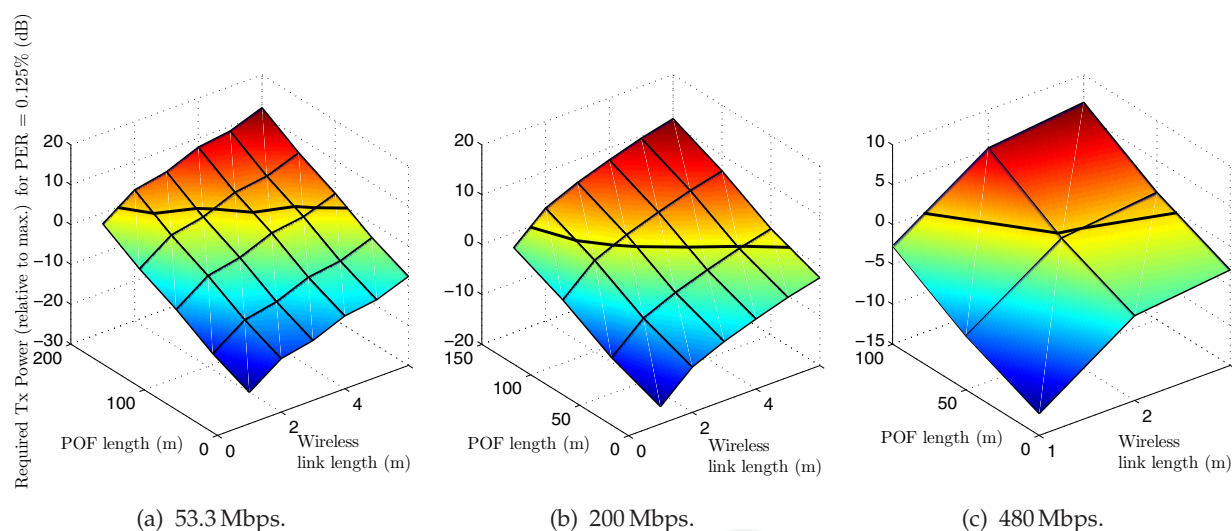 Required Tx Power (relative to max.) for PER = 0.125% (dB)
20
10
0
−10
−20
−30
200
100
0
0
2
4
POF length (m)
Wireless
link length (m)
(a) 53.3 Mbps.
20
10
0
−10
−20
150
100
50
0
0
2
4
POF length (m)
Wireless
link length (m)
(b) 200 Mbps.
10
5
0
−5
−10
−15
100
50
0
1
2
POF length (m)
Wireless
link length (m)
(c) 480 Mbps.